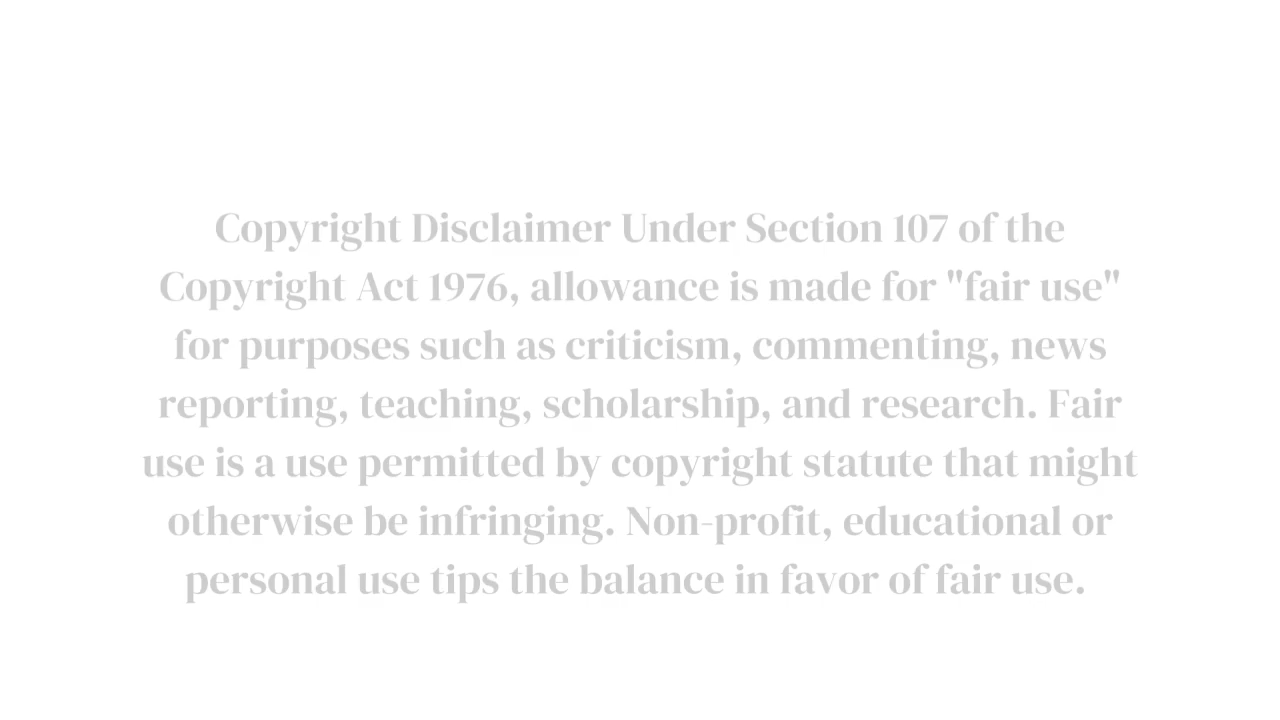 Copyright Disclaimer Under Section 107 of the
Copyright Act 1976, allowance is made for "fair use"
for purposes such as criticism, commenting, news
reporting, teaching, scholarship, and research. Fair
use is a use permitted by copyright statute that might
otherwise be infringing. Non-profit, educational or
personal use tips the balance in favor of fair use.